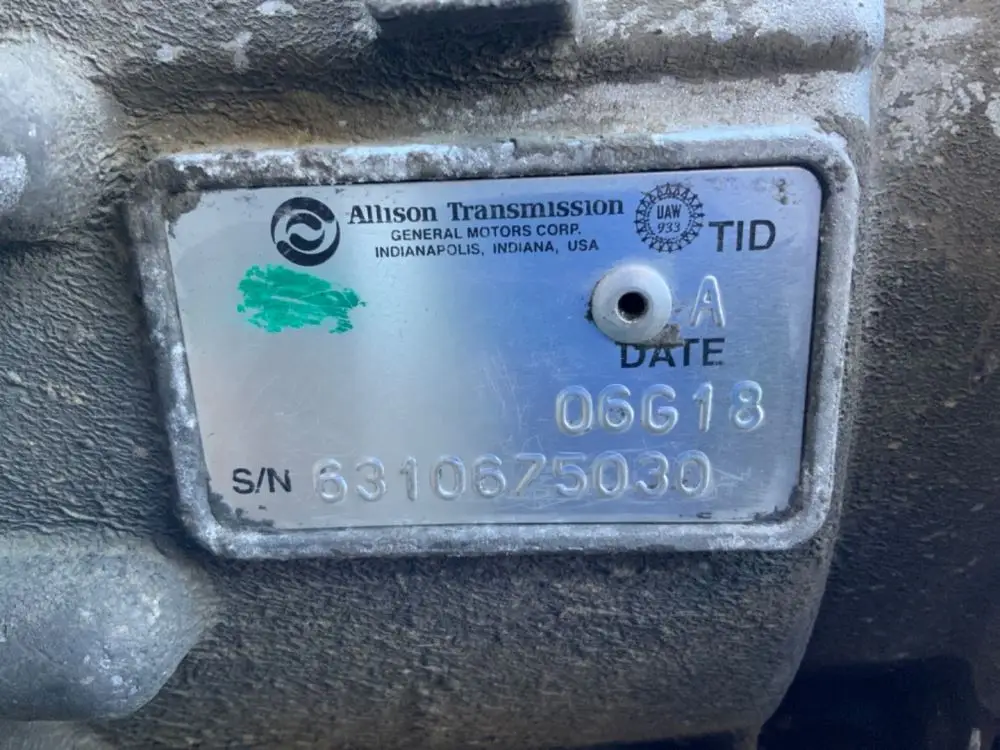 Allison Transmission
GENERAL MOTORS CORP.
INDIANAPOLIS, INDIANA, USA
UAW
933
TID
A
DATE
06G18
S/N 6310675030